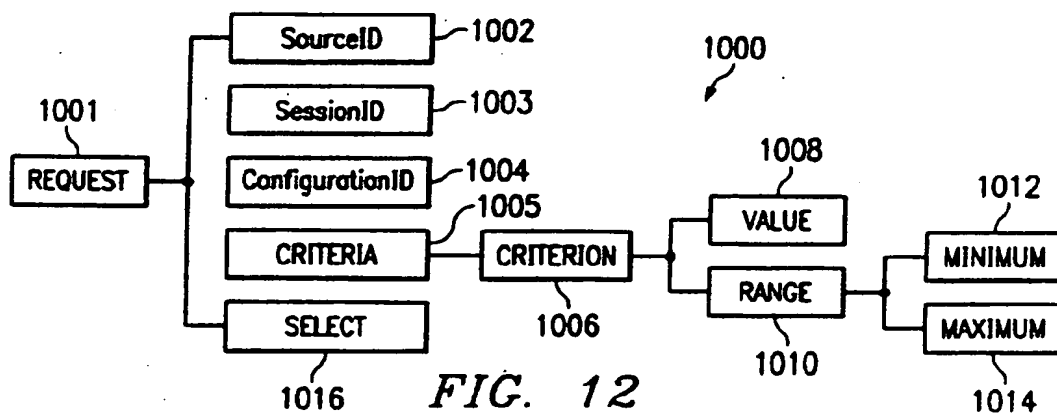 SourceID
1002
1000
1001
SessionID
1003
REQUEST
ConfigurationID
1004
1008
VALUE
1005
1012
CRITERIA
CRITERION
MINIMUM
RANGE
1006
SELECT
1010
MAXIMUM
1016
1014
FIG. 12